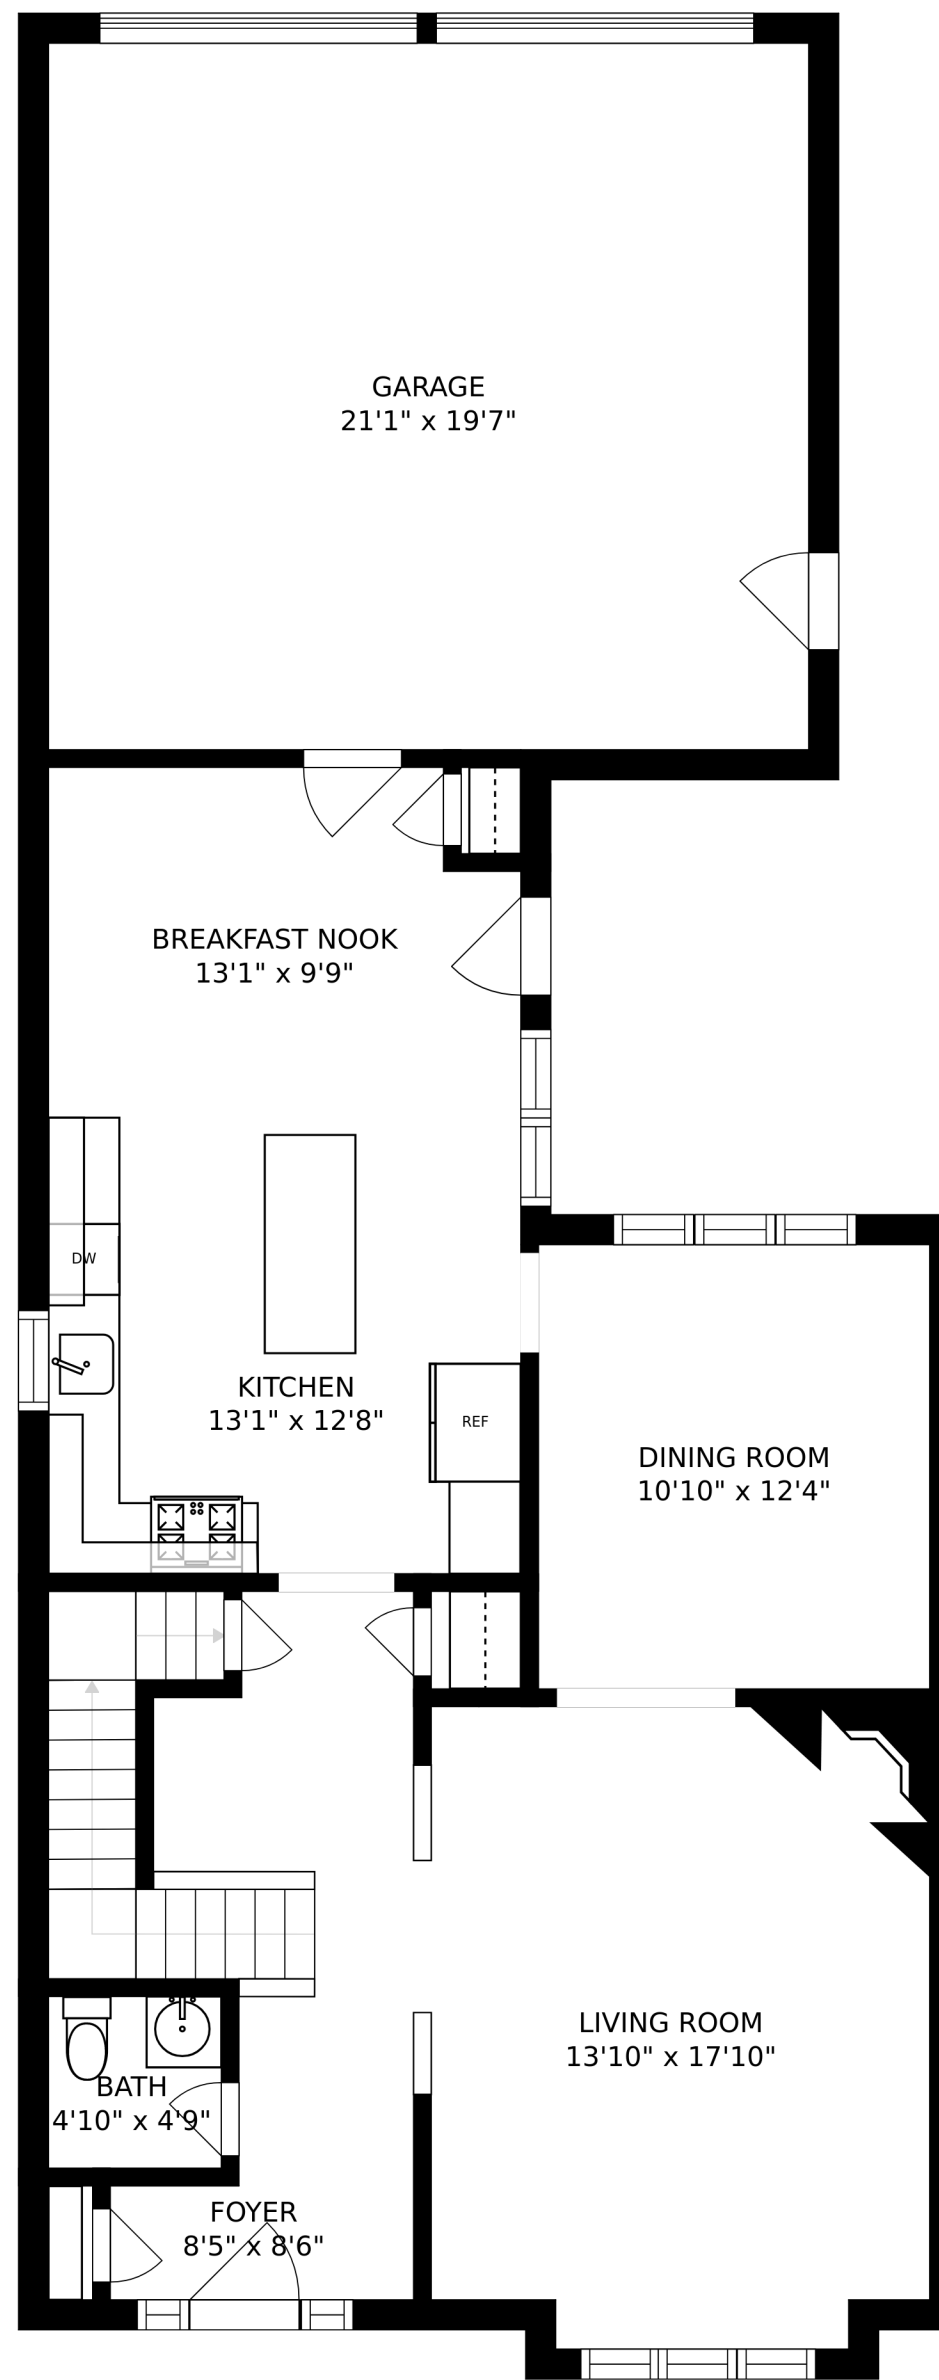 GARAGE
21'1" x 19'7"
BREAKFAST NOOK
13'1" x 9'9"
DW
KITCHEN
13'1" x 12'8"
REF
DINING ROOM
10'10" x 12'4"
LIVING ROOM
13'10" x 17'10"
BATH
4'10" x 4'9"
FOYER
8'5" x 8'6"